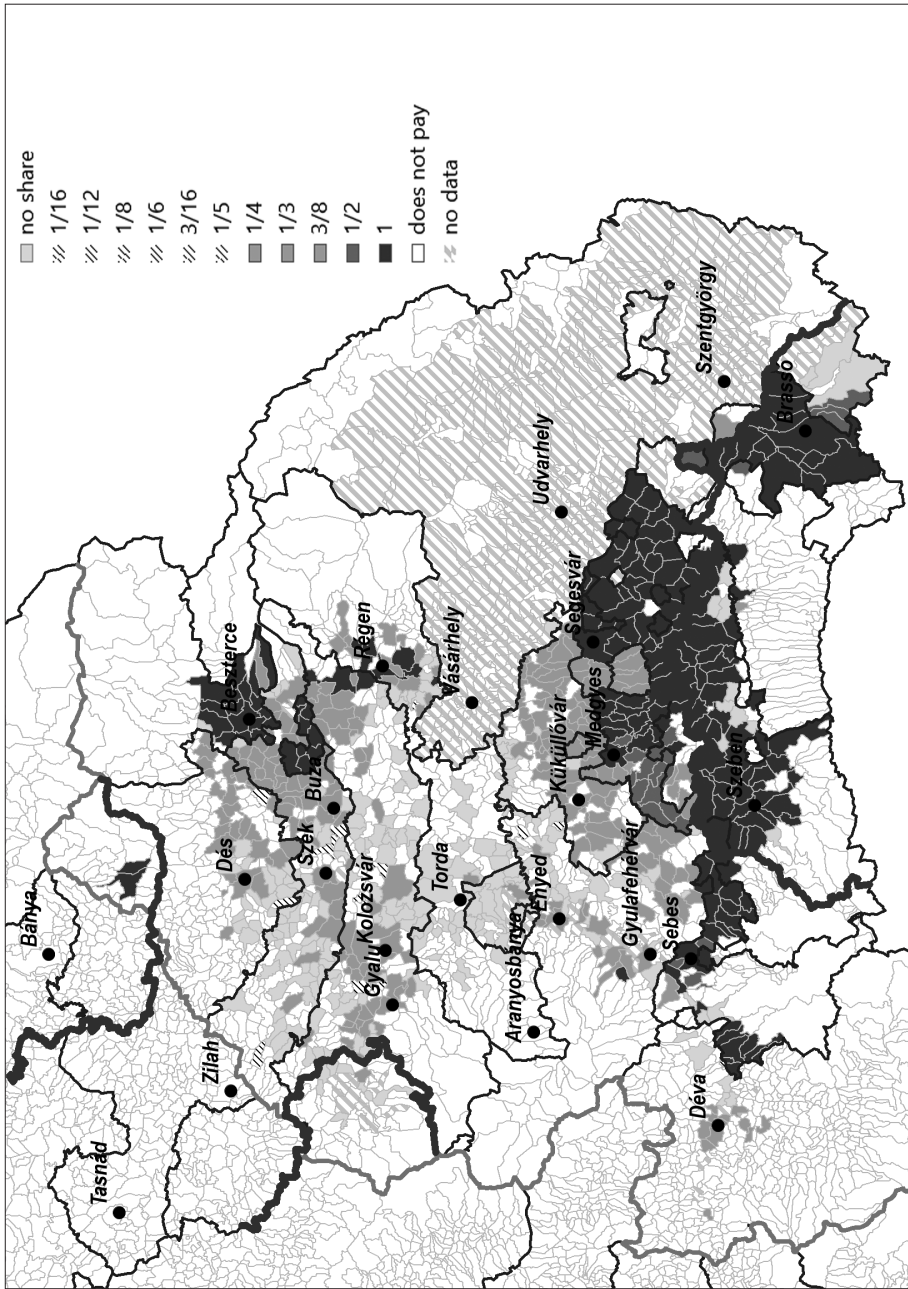 no share
1/16
1/12
1/8
1/6
3/16
1/5
1/4
1/3
3/8
1/2
1
does not pay
no data
Bánya
Tasnád
Zilah
Dés
Beszterce
Szék
Buza
Regen
Gyalu
Kolozsvár
Torda
Vásárhely
Aranyosbánya
Enyed
Küküllóvár
Udvarhely
Segesvár
Medgyes
Gyulafehérvár
Sebes
Szeben
Szentgyörgy
Brassó
Déva